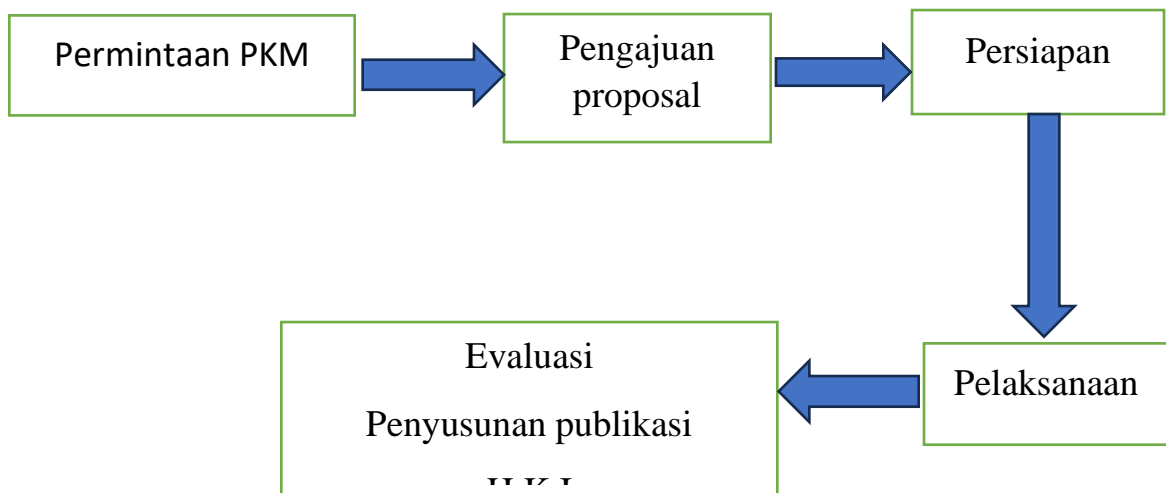 Permintaan PKM
Pengajuan
proposal
Persiapan
Pelaksanaan
Evaluasi
Penyusunan publikasi